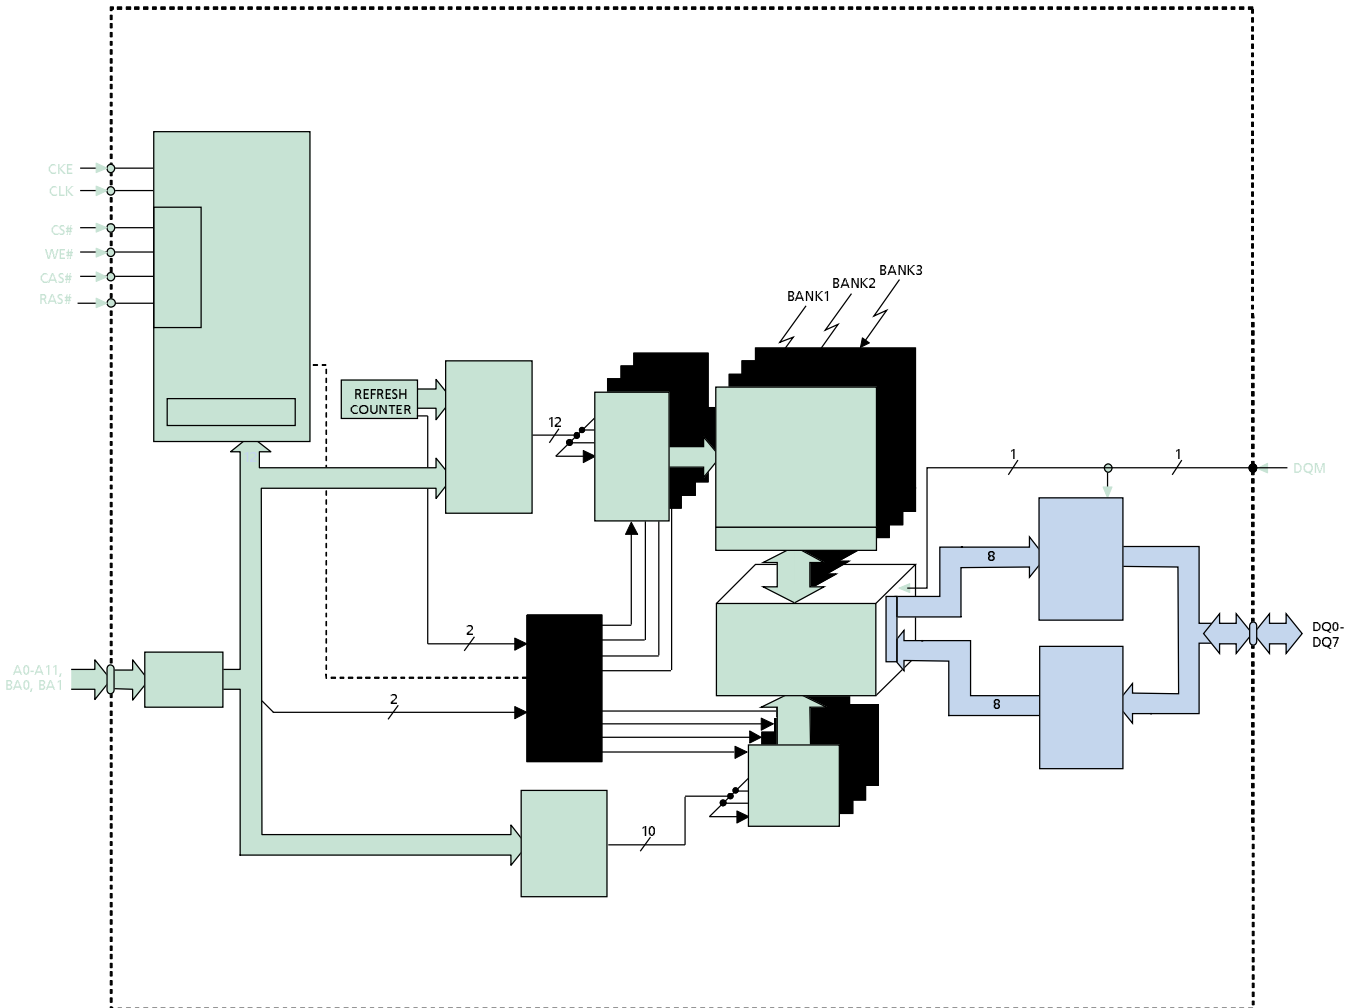 CKE
CLK
CS#
WE#
CAS#
RAS#
BANK3
BANK2
BANK1
REFRESH
COUNTER
12
1
1
DQM
8
2
DQ0-
DQ7
A0-A11,
BA0, BA1
2
8
10